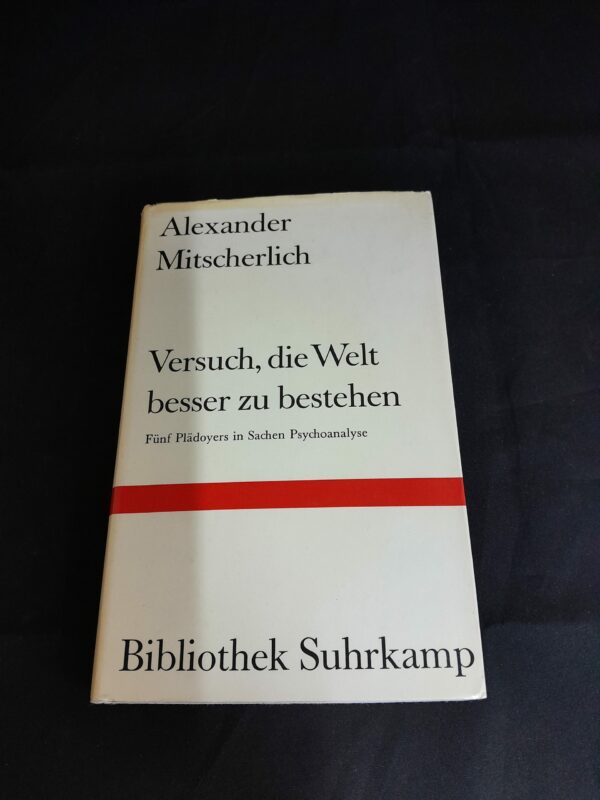 Alexander
Mitscherlich
Versuch, die Welt
besser zu bestehen
Fünf Plädoyers in Sachen Psychoanalyse
Bibliothek Suhrkamp